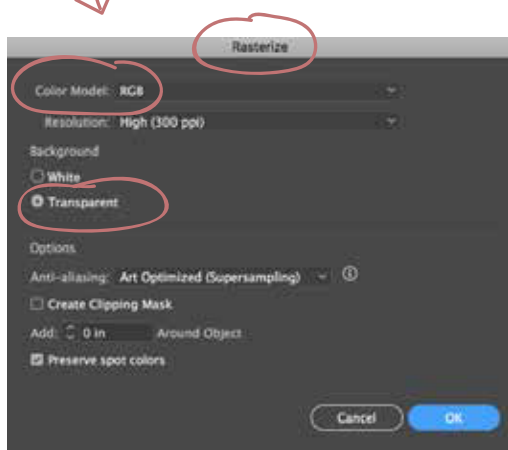 Rasterize
Color Model: RGB
Resolution: High (300 ppi)
Background
White
Transparent
Options
Anti-aliasing: Art Optimized (Supersampling)
Create Clipping Mask
Add: 0 in Around Object
Preserve spot colors
Cancel OK